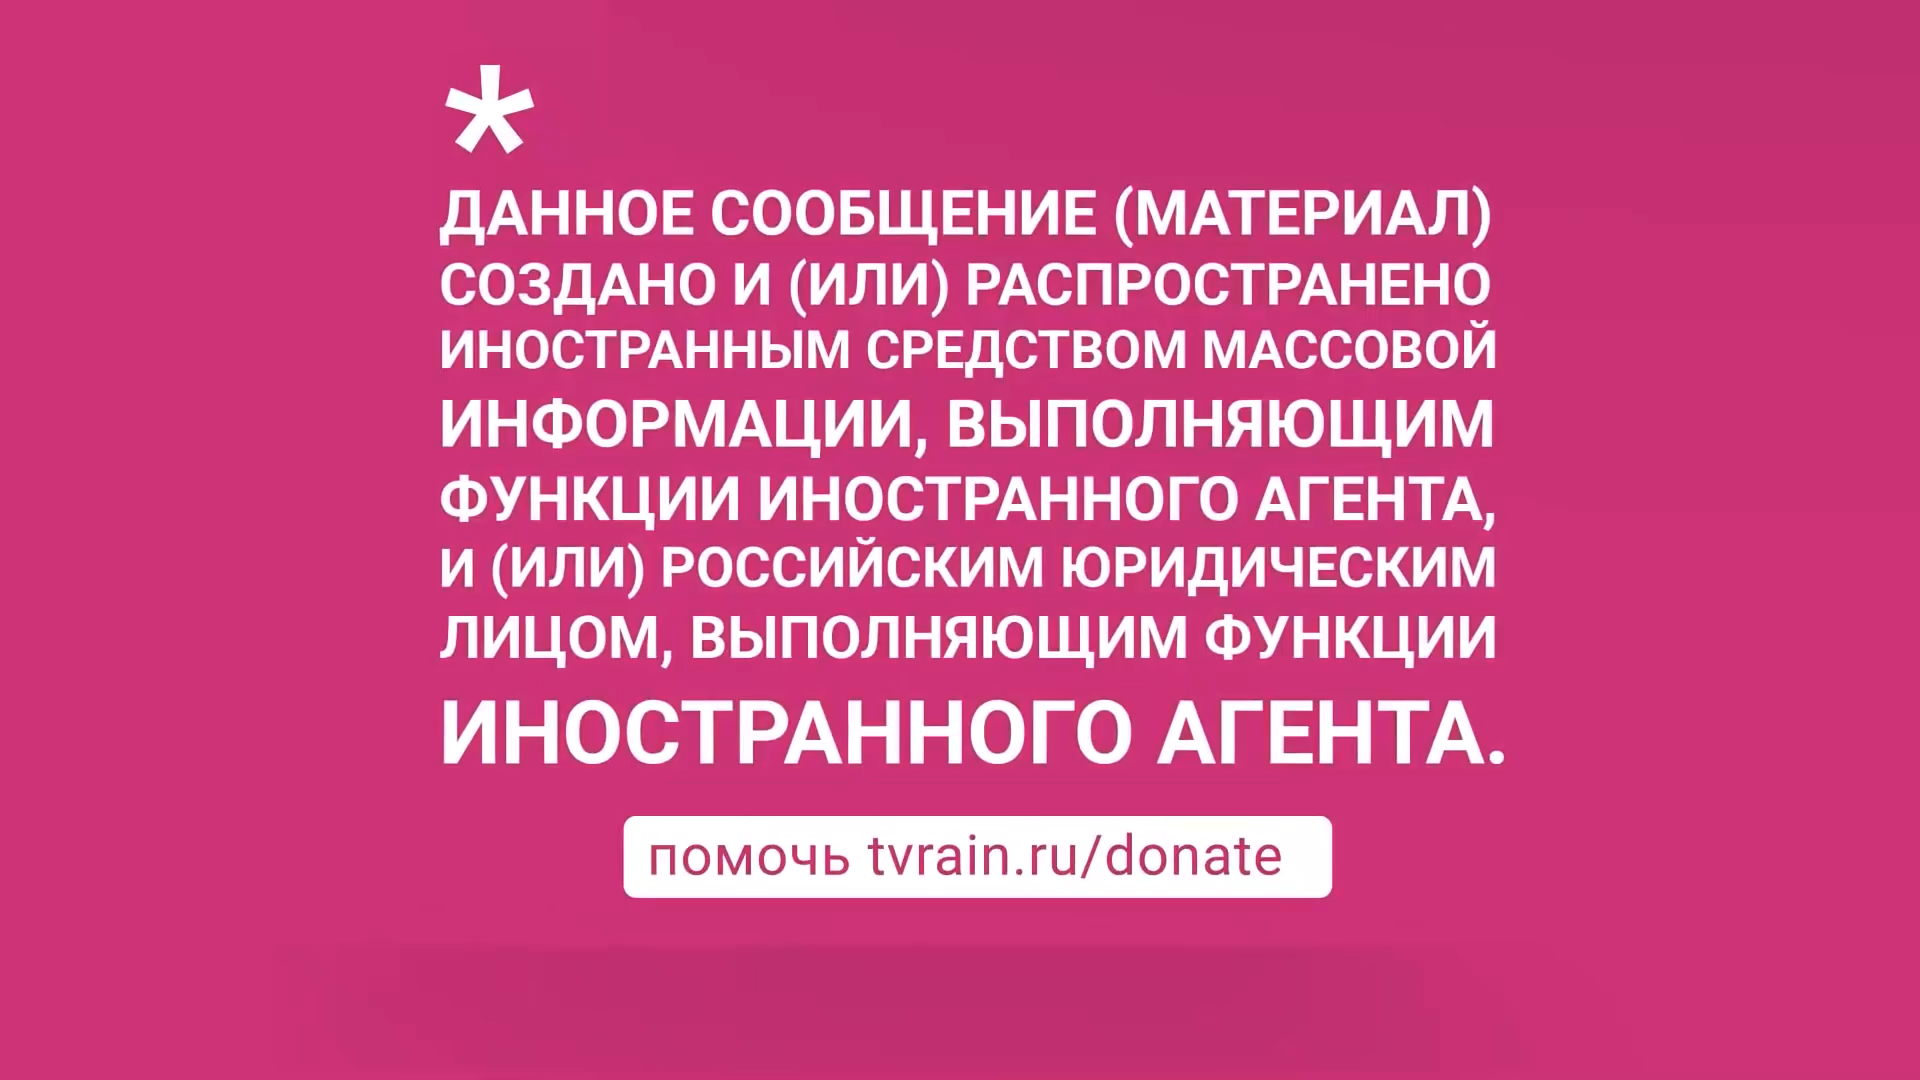 *
ДАННОЕ СООБЩЕНИЕ (МАТЕРИАЛ)
СОЗДАНО И (ИЛИ) РАСПРОСТРАНЕНО
ИНОСТРАННЫМ СРЕДСТВОМ МАССОВОЙ
ИНФОРМАЦИИ, ВЫПОЛНЯЮЩИМ
ФУНКЦИИ ИНОСТРАННОГО АГЕНТА,
И (ИЛИ) РОССИЙСКИМ ЮРИДИЧЕСКИМ
ЛИЦОМ, ВЫПОЛНЯЮЩИМ ФУНКЦИИ
ИНОСТРАННОГО АГЕНТА.
помочь tvrain.ru/donate